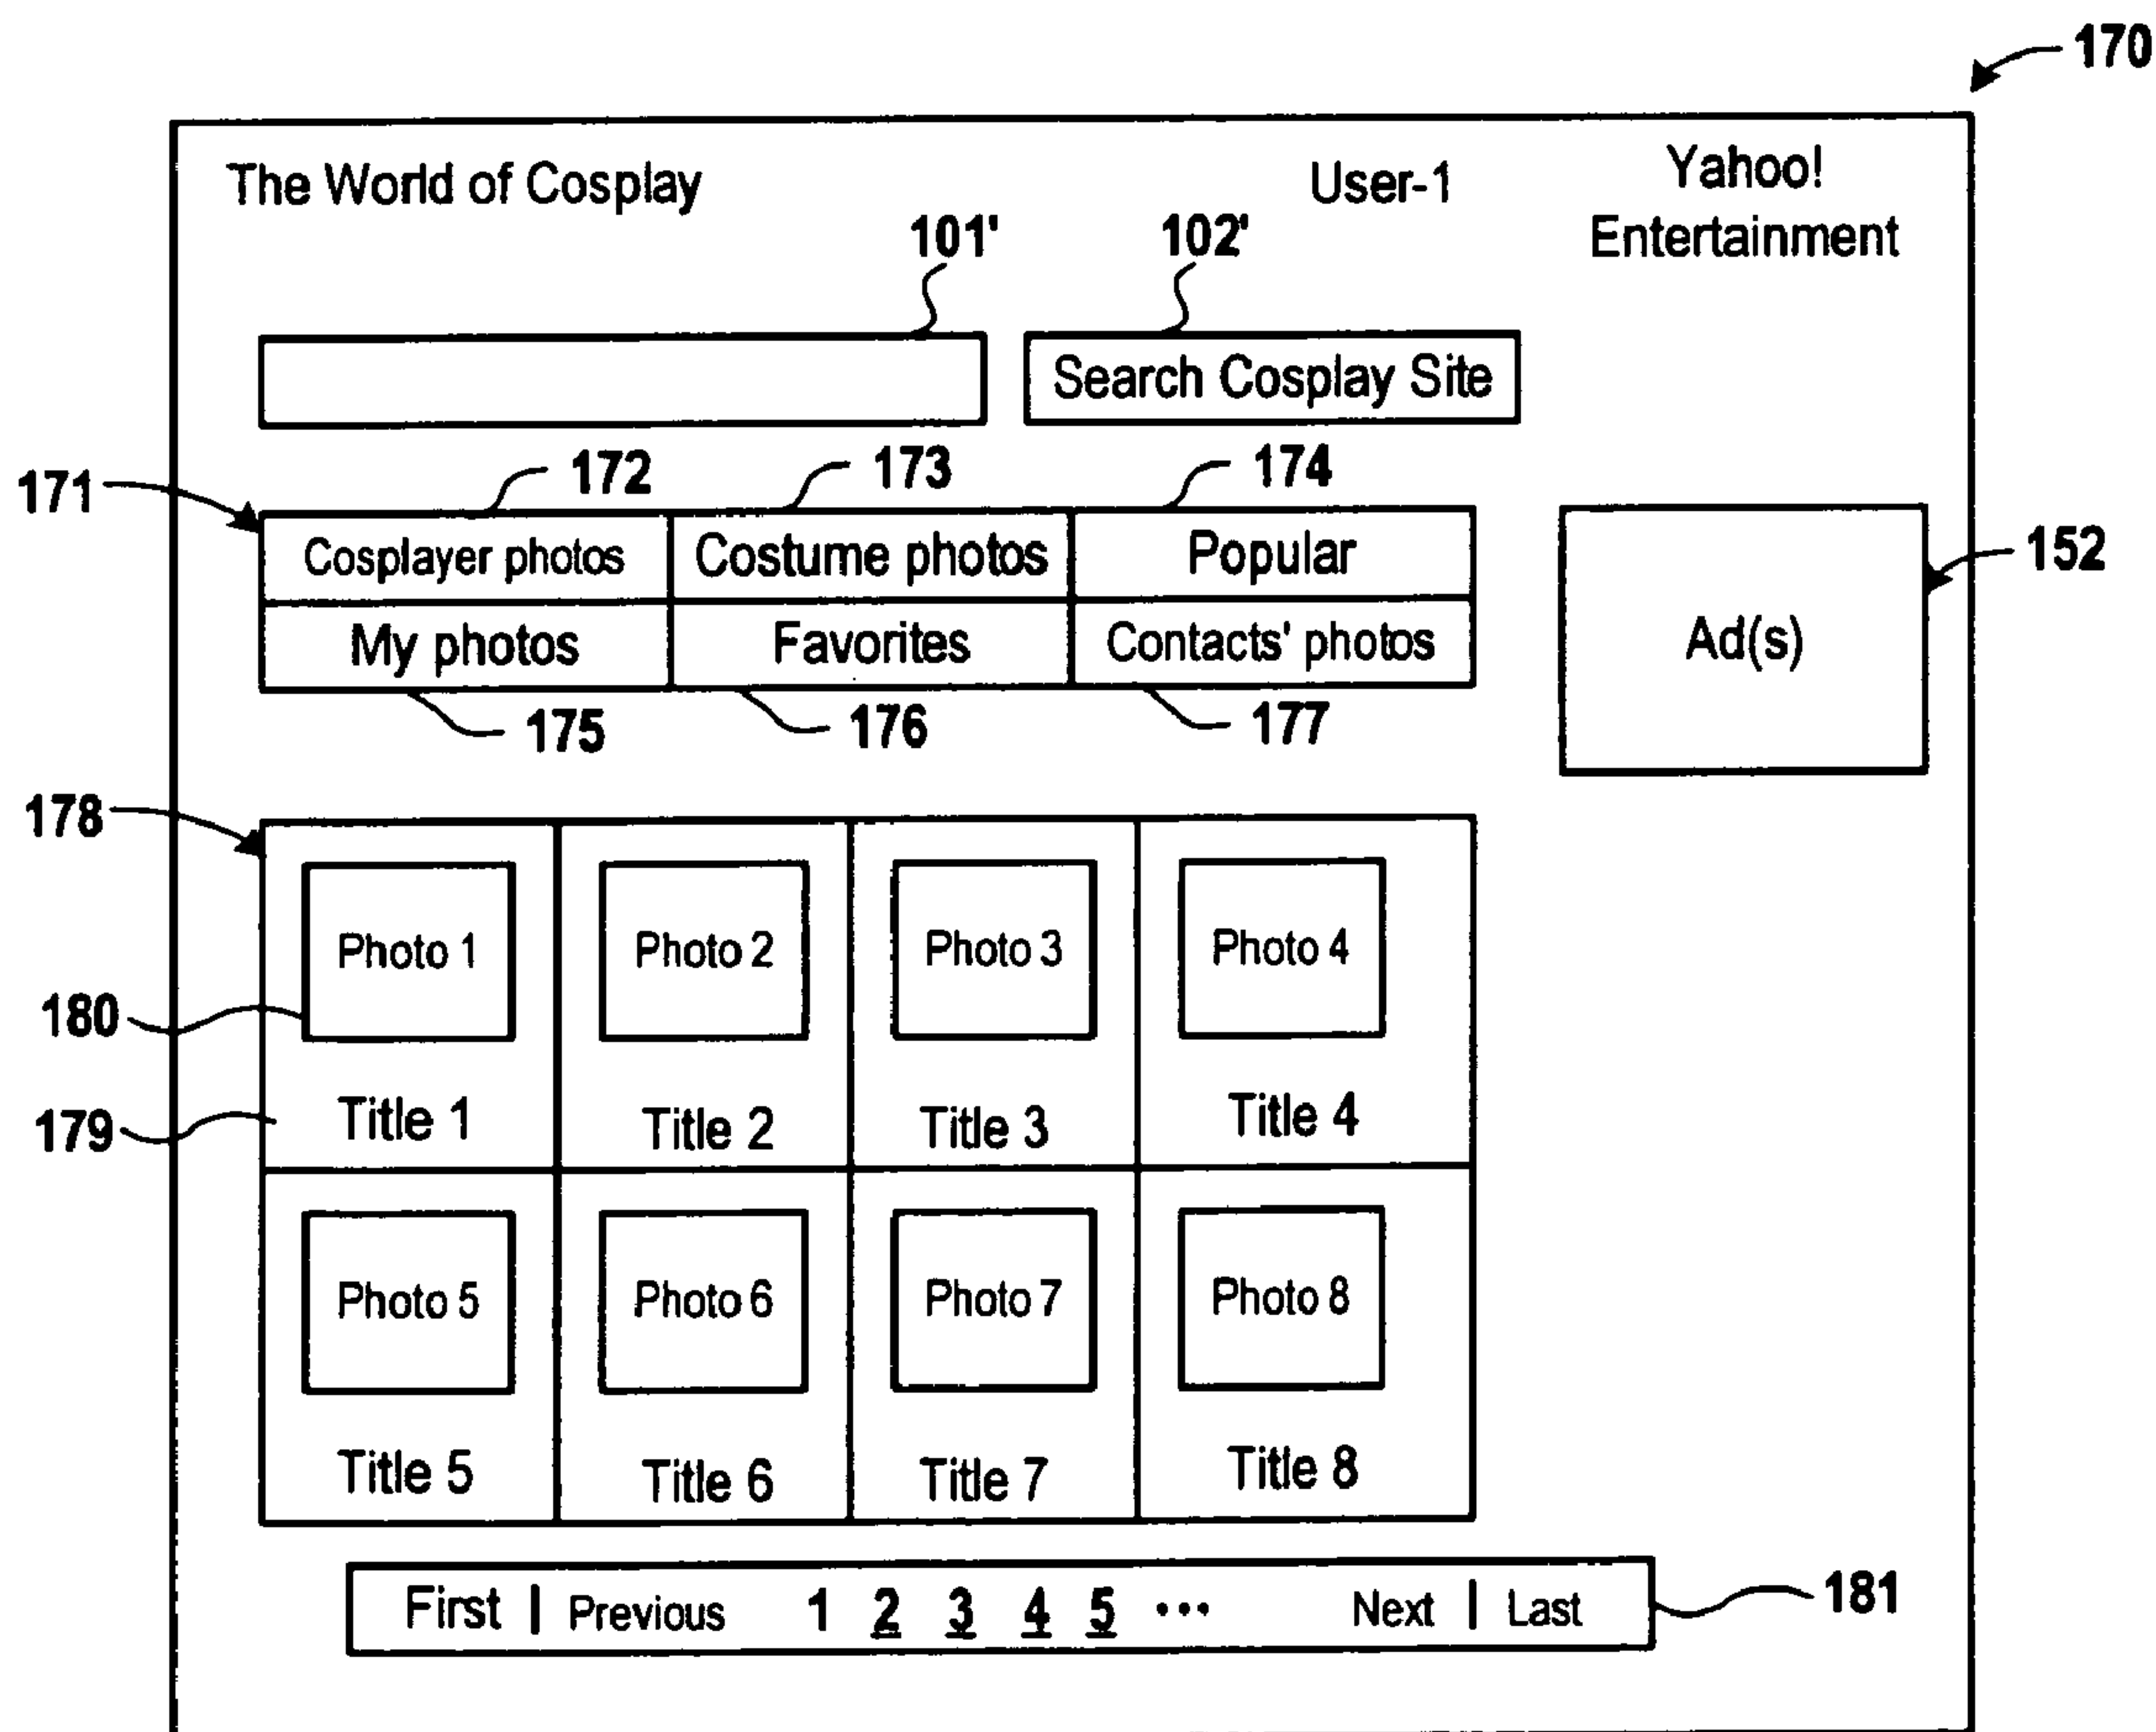 170
The World of Cosplay
User-1
Yahoo!
Entertainment
101'
102'
Search Cosplay Site
171
172
173
174
Cosplayer photos
Costume photos
Popular
152
My photos
Favorites
Contacts' photos
Ad(s)
175
176
177
178
Photo 1
Photo 2
Photo 3
Photo 4
180
Title 1
Title 2
Title 3
Title 4
179
Photo 5
Photo 6
Photo 7
Photo 8
Title 5
Title 6
Title 7
Title 8
First | Previous 1 2 3 4 5 ••• Next | Last
181